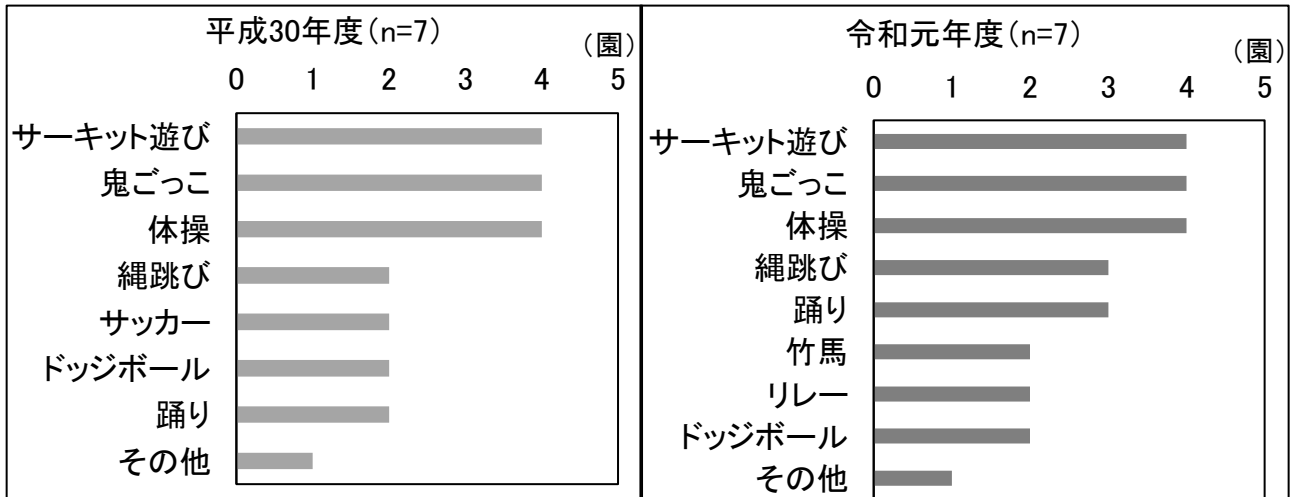 平成30年度(n=7)
(園)
0 1 2 3 4 5
サーキット遊び
鬼ごっこ
体操
縄跳び
サッカー
ドッジボール
踊り
その他
令和元年度(n=7)
(園)
0 1 2 3 4 5
サーキット遊び
鬼ごっこ
体操
縄跳び
踊り
竹馬
リレー
ドッジボール
その他